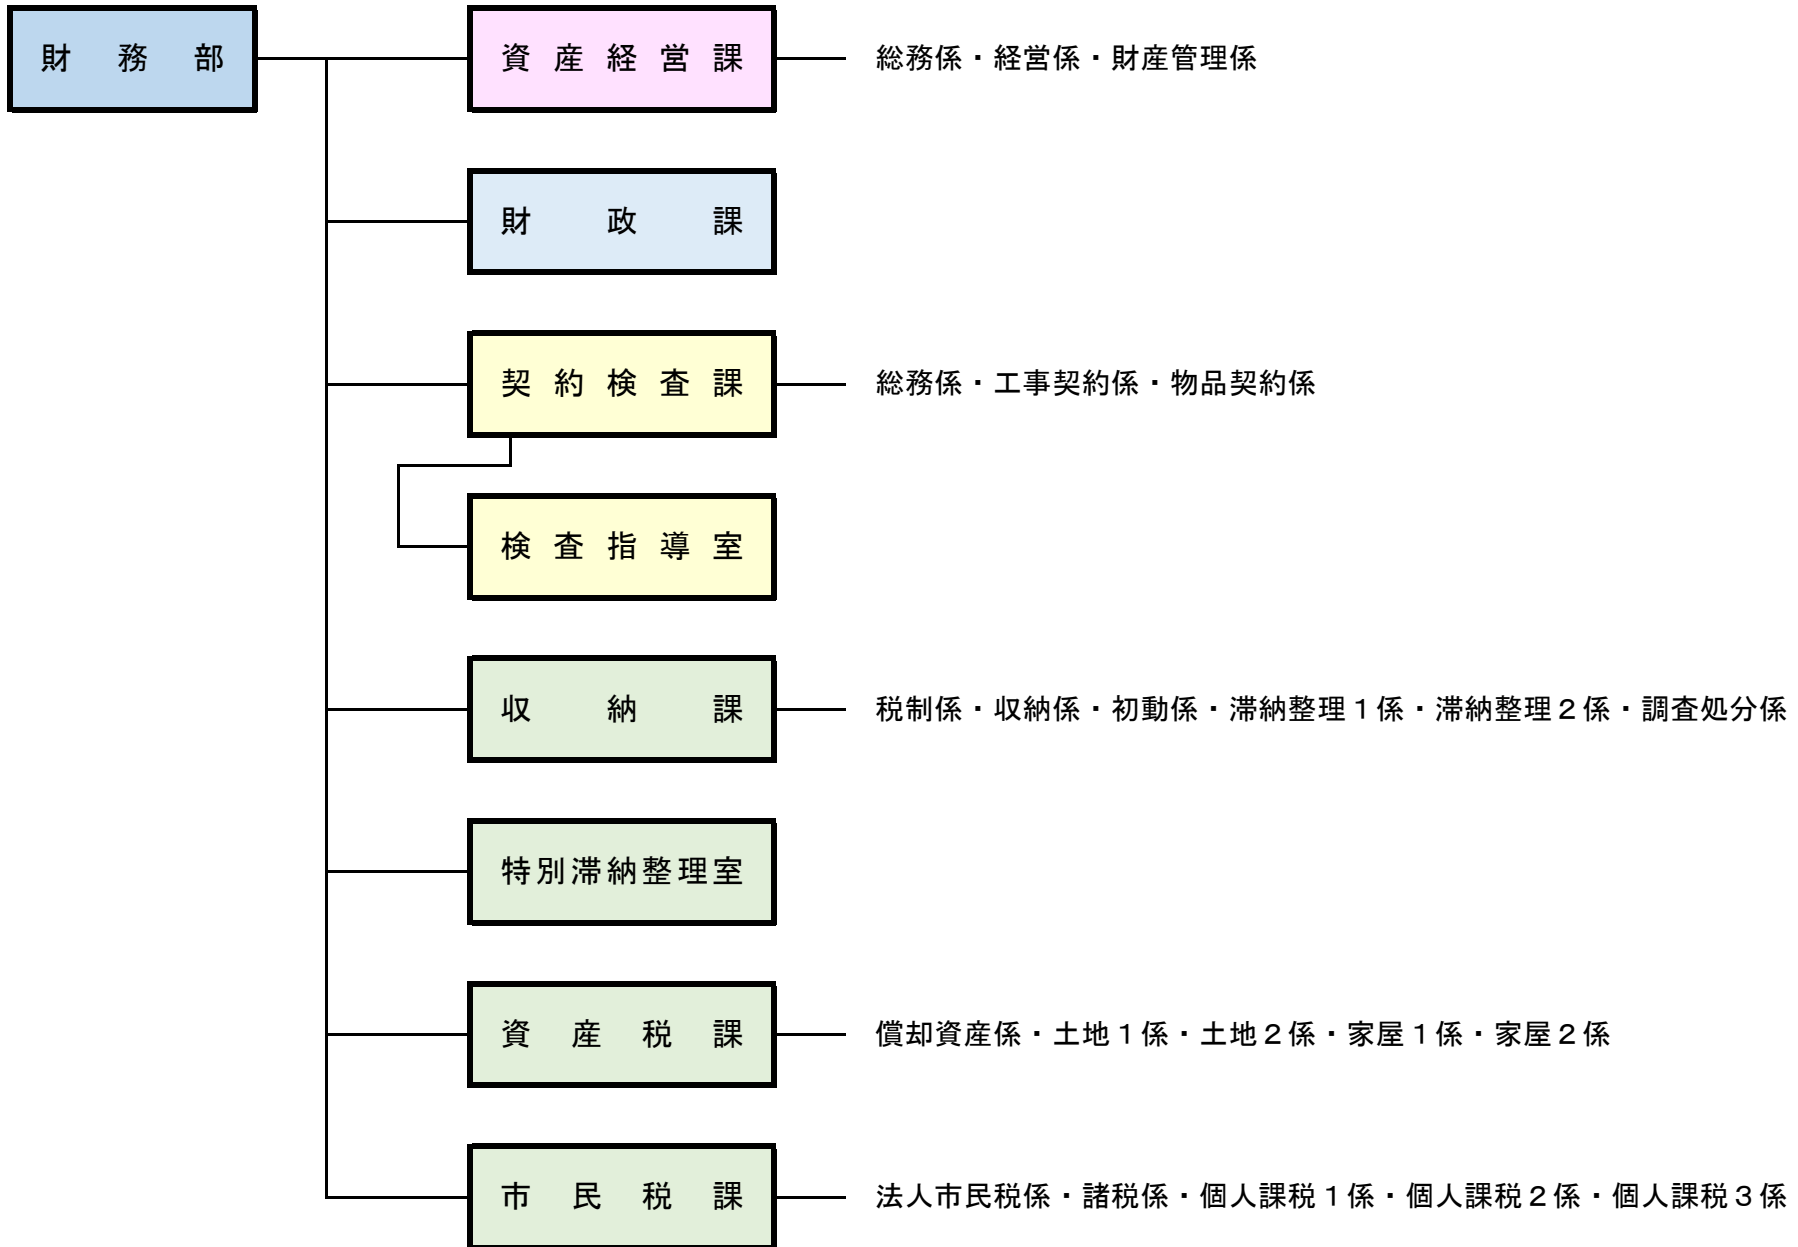 財務部
資産経営課
総務係・経営係・財産管理係
財政課
契約検査課
総務係・工事契約係・物品契約係
検査指導室
収納課
税制係・収納係・初動係・滞納整理１係・滞納整理２係・調査処分係
特別滞納整理室
資産税課
償却資産係・土地１係・土地２係・家屋１係・家屋２係
市民税課
法人市民税係・諸税係・個人課税１係・個人課税２係・個人課税３係